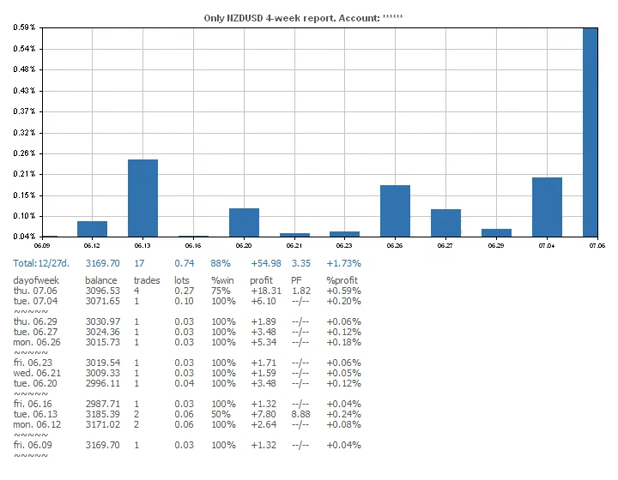 Only NZDUSD 4-week report. Account: ******
0.59%
0.54%
0.48%
0.43%
0.37%
0.32%
0.26%
0.21%
0.15%
0.10%
0.04%
06.09 06.12 06.13 06.16 06.20 06.21 06.23 06.26 06.27 06.29 07.04 07.06
Total:12/27d. 3169.70 17 0.74 88% +54.98 3.35 +1.73%
dayofweek balance trades lots %win profit PF %profit
thu. 07.06 3096.53 4 0.27 75% +18.31 1.82 +0.59%
tue. 07.04 3071.65 1 0.10 100% +6.10 --/-- +0.20%
~~~~~
thu. 06.29 3030.97 1 0.03 100% +1.89 --/-- +0.06%
tue. 06.27 3024.36 1 0.03 100% +3.48 --/-- +0.12%
mon. 06.26 3015.73 1 0.03 100% +5.34 --/-- +0.18%
~~~~~
fri. 06.23 3019.54 1 0.03 100% +1.71 --/-- +0.06%
wed. 06.21 3009.33 1 0.03 100% +1.59 --/-- +0.05%
tue. 06.20 2996.11 1 0.04 100% +3.48 --/-- +0.12%
~~~~~
fri. 06.16 2987.71 1 0.03 100% +1.32 --/-- +0.04%
tue. 06.13 3185.39 2 0.06 50% +7.80 8.88 +0.24%
mon. 06.12 3171.02 2 0.06 100% +2.64 --/-- +0.08%
~~~~~
fri. 06.09 3169.70 1 0.03 100% +1.32 --/-- +0.04%
~~~~~